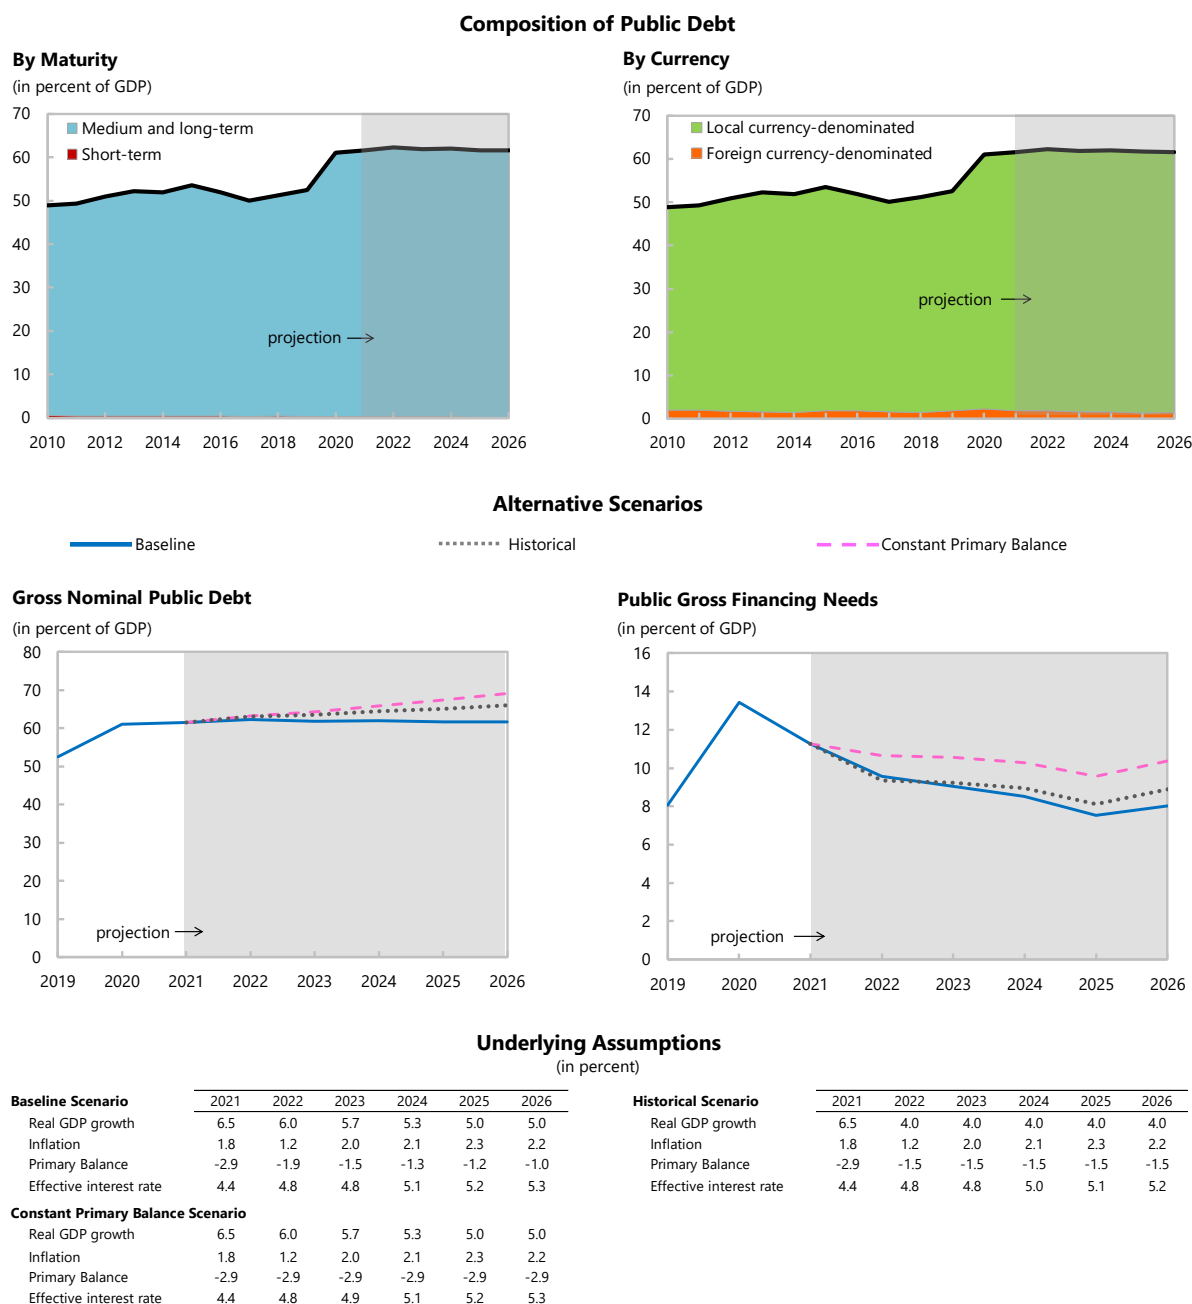 Composition of Public Debt
By Maturity
(in percent of GDP)
70
60
50
40
30
20
10
0
Medium and long-term
Short-term
projection
2010 2012 2014 2016 2018 2020 2022 2024 2026
By Currency
(in percent of GDP)
70
60
50
40
30
20
10
0
Local currency-denominated
Foreign currency-denominated
projection
2010 2012 2014 2016 2018 2020 2022 2024 2026
Alternative Scenarios
Baseline Historical Constant Primary Balance
Gross Nominal Public Debt
(in percent of GDP)
80
70
60
50
40
30
20
10
0
projection
2019 2020 2021 2022 2023 2024 2025 2026
Public Gross Financing Needs
(in percent of GDP)
16
14
12
10
8
6
4
2
0
projection
2019 2020 2021 2022 2023 2024 2025 2026
Underlying Assumptions
(in percent)
Baseline Scenario 2021 2022 2023 2024 2025 2026
Real GDP growth 6.5 6.0 5.7 5.3 5.0 5.0
Inflation 1.8 1.2 2.0 2.1 2.3 2.2
Primary Balance -2.9 -1.9 -1.5 -1.3 -1.2 -1.0
Effective interest rate 4.4 4.8 4.8 5.1 5.2 5.3
Constant Primary Balance Scenario
Real GDP growth 6.5 6.0 5.7 5.3 5.0 5.0
Inflation 1.8 1.2 2.0 2.1 2.3 2.2
Primary Balance -2.9 -2.9 -2.9 -2.9 -2.9 -2.9
Effective interest rate 4.4 4.8 4.9 5.1 5.2 5.3
Historical Scenario 2021 2022 2023 2024 2025 2026
Real GDP growth 6.5 4.0 4.0 4.0 4.0 4.0
Inflation 1.8 1.2 2.0 2.1 2.3 2.2
Primary Balance -2.9 -1.5 -1.5 -1.5 -1.5 -1.5
Effective interest rate 4.4 4.8 4.8 5.0 5.1 5.2